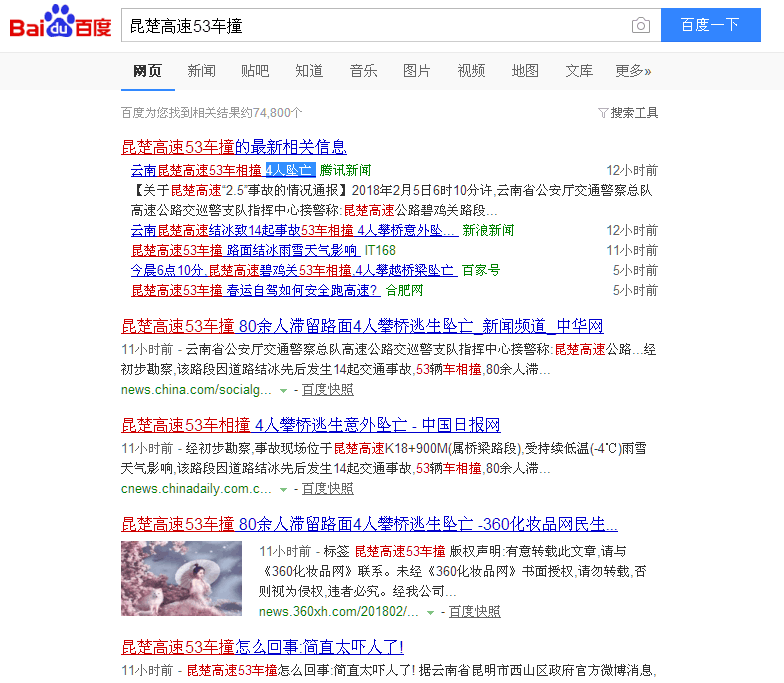 Bai du 百度
昆楚高速53车撞
百度一下
网页 新闻 贴吧 知道 音乐 图片 视频 地图 文库 更多»
百度为您找到相关结果约74,800个 搜索工具
昆楚高速53车撞的最新相关信息
云南昆楚高速53车相撞 4人坠亡 腾讯新闻 12小时前
【关于昆楚高速“2.5”事故的情况通报】2018年2月5日6时10分许,云南省公安厅交通警察总队
高速公路交巡警支队指挥中心接警称:昆楚高速公路碧鸡关路段...
云南昆楚高速结冰致14起事故53车相撞 4人攀桥意外坠... 新浪新闻 12小时前
昆楚高速53车撞 路面结冰雨雪天气影响 IT168 11小时前
今晨6点10分,昆楚高速碧鸡关53车相撞,4人攀越桥梁坠亡 百家号 5小时前
昆楚高速53车撞 春运自驾如何安全跑高速? 合肥网 5小时前
昆楚高速53车撞 80余人滞留路面4人攀桥逃生坠亡_新闻频道_中华网
11小时前 - 云南省公安厅交通警察总队高速公路交巡警支队指挥中心接警称:昆楚高速公路...经
初步勘察,该路段因道路结冰先后发生14起交通事故,53辆车相撞,80余人滞...
news.china.com/socialg... - 百度快照
昆楚高速53车相撞 4人攀桥逃生意外坠亡 - 中国日报网
11小时前 - 经初步勘察,事故现场位于昆楚高速K18+900M(属桥梁路段),受持续低温(-4℃)雨雪
天气影响,该路段因道路结冰先后发生14起交通事故,53辆车相撞,80余人滞...
cnews.chinadaily.com.c... - 百度快照
昆楚高速53车撞 80余人滞留路面4人攀桥逃生坠亡 -360化妆品网民生...
11小时前 - 标签 昆楚高速53车撞 版权声明:有意转载此文章,请与
《360化妆品网》联系。未经《360化妆品网》书面授权,请勿转载,否
则视为侵权,违者必究。经我公司...
news.360xh.com/201802/... - 百度快照
昆楚高速53车撞怎么回事:简直太吓人了!
11小时前 - 昆楚高速53车撞怎么回事:简直太吓人了! 据云南省昆明市西山区政府官方微博消息,